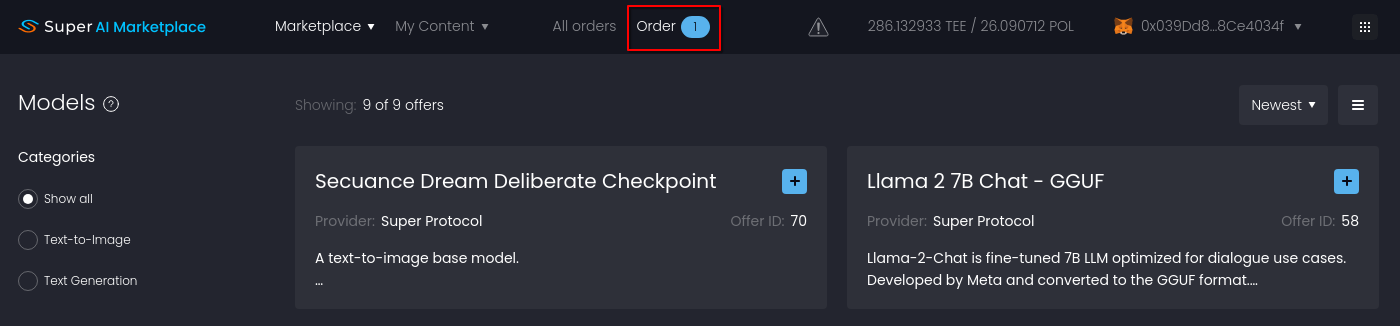 Super AI Marketplace Marketplace My Content All orders Order 1 286.132933 TEE / 26.090712 POL 0x039Dd8...8Ce4034f
Models ? Showing: 9 of 9 offers Newest
Categories
Show all
Text-to-Image
Text Generation
Secuance Dream Deliberate Checkpoint
Provider: Super Protocol Offer ID: 70
A text-to-image base model.
...
Llama 2 7B Chat - GGUF
Provider: Super Protocol Offer ID: 58
Llama-2-Chat is fine-tuned 7B LLM optimized for dialogue use cases.
Developed by Meta and converted to the GGUF format....